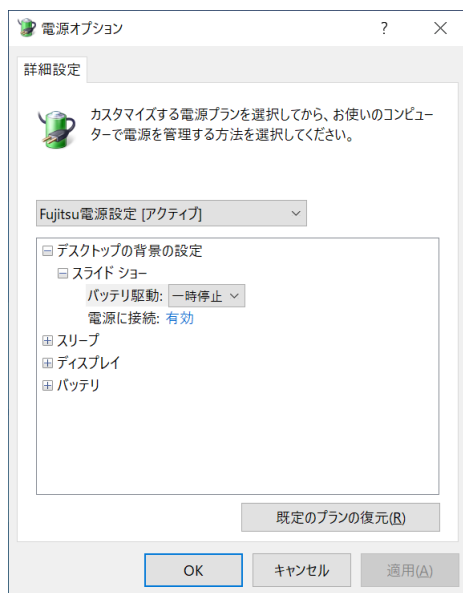 電源オプション
?
詳細設定
カスタマイズする電源プランを選択してから、お使いのコンピュー
ターで電源を管理する方法を選択してください。
Fujitsu電源設定 [アクティブ]
デスクトップの背景の設定
スライド ショー
バッテリ駆動: 一時停止
電源に接続: 有効
スリープ
ディスプレイ
バッテリ
既定のプランの復元(R)
OK キャンセル 適用(A)